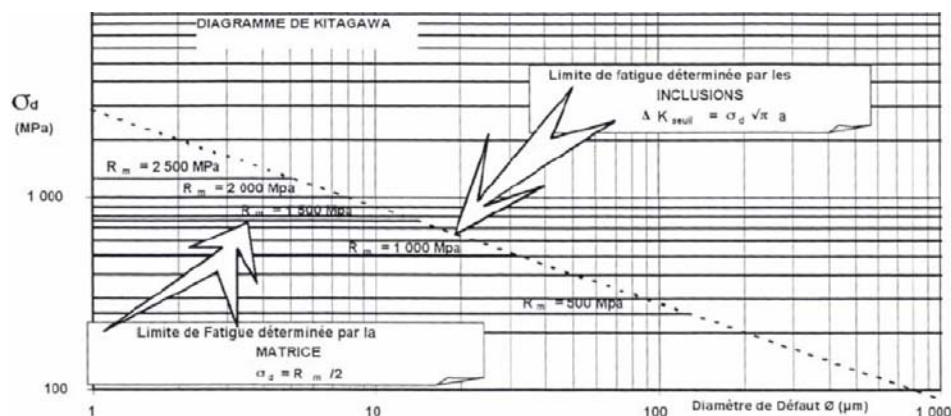 DIAGRAMME DE KITAGAWA
Limite de fatigue déterminée par les
INCLUSIONS
Δ K seuil = σd √π a
σd
(MPa)
R m = 2 500 MPa
R m = 2 000 Mpa
1 000
R m = 1 500 Mpa
R m = 1 000 Mpa
R m = 500 Mpa
Limite de Fatigue déterminée par la
MATRICE
σ d = R m /2
100
Diamètre de Défaut Ø (µm)
1
10
100
1 000